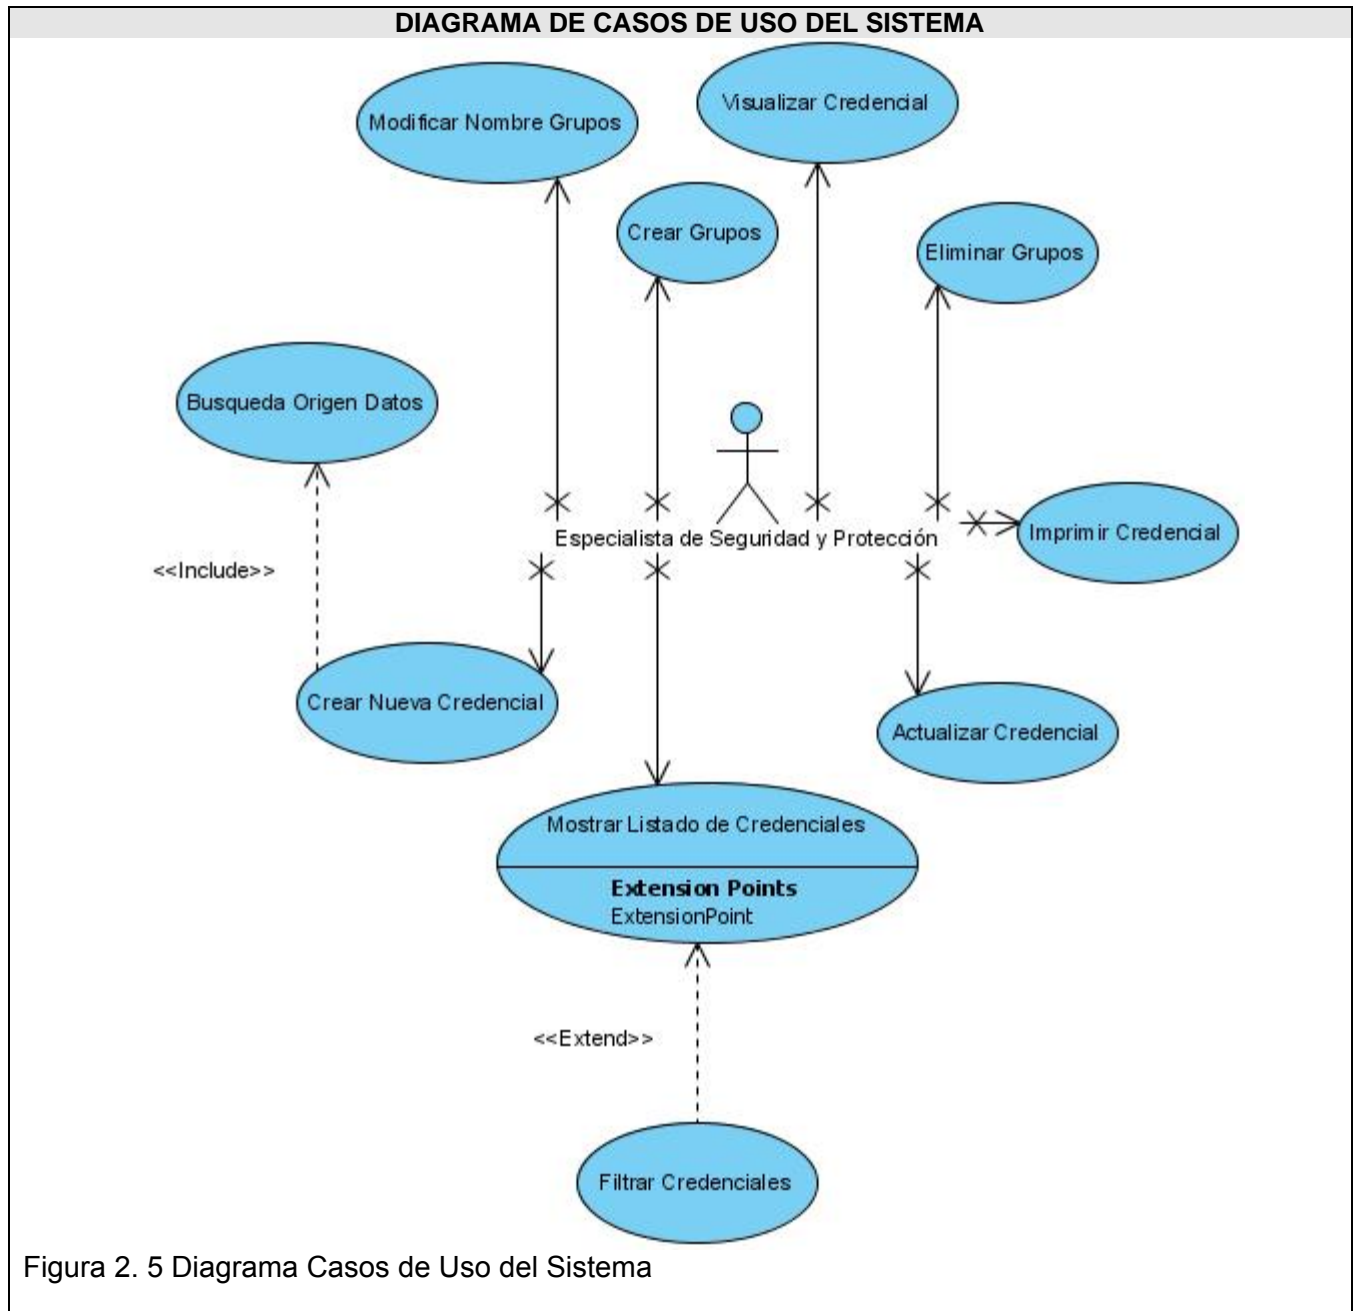 DIAGRAMA DE CASOS DE USO DEL SISTEMA
Visualizar Credencial
Modificar Nombre Grupos
Crear Grupos
Eliminar Grupos
Busqueda Origen Datos
Especialista de Seguridad y Protección
Imprimir Credencial
<<Include>>
Crear Nueva Credencial
Actualizar Credencial
Mostrar Listado de Credenciales
Extension Points
ExtensionPoint
<<Extend>>
Filtrar Credenciales
Figura 2. 5 Diagrama Casos de Uso del Sistema